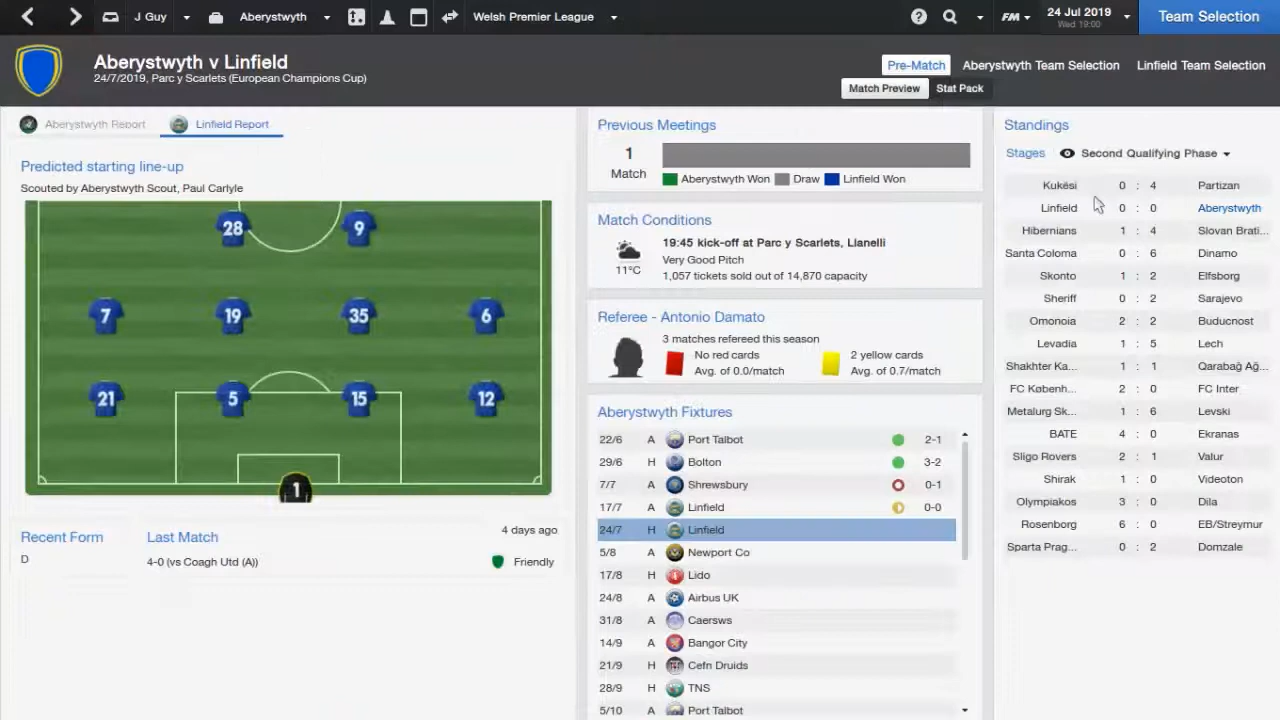 J Guy
Aberystwyth
Welsh Premier League
FM
24 Jul 2019
Wed 19:00
Team Selection
Aberystwyth v Linfield
24/7/2019, Parc y Scarlets (European Champions Cup)
Pre-Match
Aberystwyth Team Selection
Linfield Team Selection
Match Preview
Stat Pack
Aberystwyth Report
Linfield Report
Predicted starting line-up
Scouted by Aberystwyth Scout, Paul Carlyle
28 9
7 19 35 6
21 5 15 12
1
Recent Form
D
Last Match
4 days ago
4-0 (vs Coagh Utd (A))
Friendly
Previous Meetings
1
Match
Aberystwyth Won Draw Linfield Won
Match Conditions
11°C
19:45 kick-off at Parc y Scarlets, Llanelli
Very Good Pitch
1,057 tickets sold out of 14,870 capacity
Referee - Antonio Damato
3 matches refereed this season
No red cards
Avg. of 0.0/match
2 yellow cards
Avg. of 0.7/match
Aberystwyth Fixtures
22/6 A Port Talbot 2-1
29/6 H Bolton 3-2
7/7 A Shrewsbury 0-1
17/7 A Linfield 0-0
24/7 H Linfield
5/8 A Newport Co
17/8 H Lido
24/8 A Airbus UK
31/8 A Caersws
14/9 A Bangor City
21/9 H Cefn Druids
28/9 H TNS
5/10 A Port Talbot
Standings
Stages Second Qualifying Phase
Kukësi 0 : 4 Partizan
Linfield 0 : 0 Aberystwyth
Hibernians 1 : 4 Slovan Brati...
Santa Coloma 0 : 6 Dinamo
Skonto 1 : 2 Elfsborg
Sheriff 0 : 2 Sarajevo
Omonoia 2 : 2 Buducnost
Levadia 1 : 5 Lech
Shakhter Ka... 1 : 1 Qarabağ Ağ...
FC Københ... 2 : 0 FC Inter
Metalurg Sk... 1 : 6 Levski
BATE 4 : 0 Ekranas
Sligo Rovers 2 : 1 Valur
Shirak 1 : 0 Videoton
Olympiakos 3 : 0 Dila
Rosenborg 6 : 0 EB/Streymur
Sparta Prag... 0 : 2 Domzale